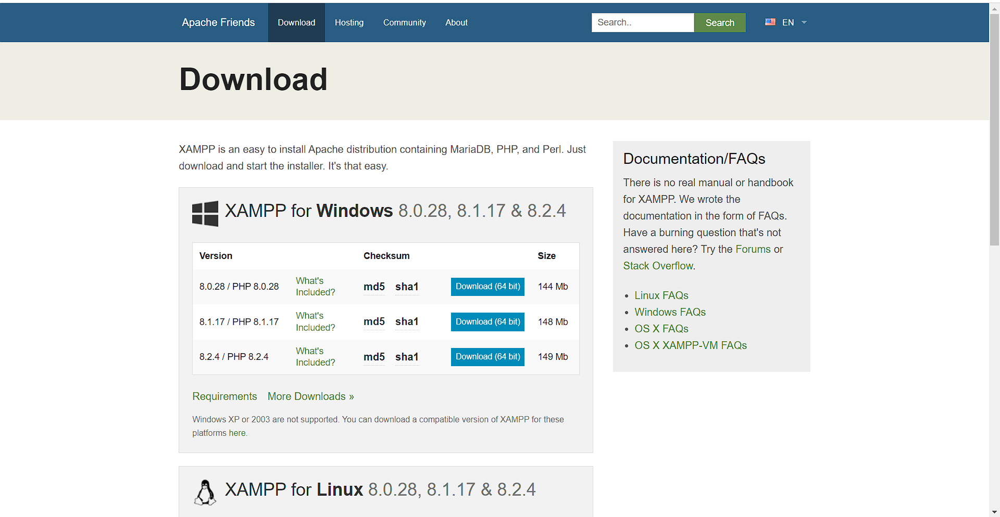 Apache Friends Download Hosting Community About Search.. Search EN
Download
XAMPP is an easy to install Apache distribution containing MariaDB, PHP, and Perl. Just
download and start the installer. It's that easy.
XAMPP for Windows 8.0.28, 8.1.17 & 8.2.4
Version Checksum Size
8.0.28 / PHP 8.0.28 What's Included? md5 sha1 Download (64 bit) 144 Mb
8.1.17 / PHP 8.1.17 What's Included? md5 sha1 Download (64 bit) 148 Mb
8.2.4 / PHP 8.2.4 What's Included? md5 sha1 Download (64 bit) 149 Mb
Requirements More Downloads »
Windows XP or 2003 are not supported. You can download a compatible version of XAMPP for these
platforms here.
XAMPP for Linux 8.0.28, 8.1.17 & 8.2.4
Documentation/FAQs
There is no real manual or handbook
for XAMPP. We wrote the
documentation in the form of FAQs.
Have a burning question that's not
answered here? Try the Forums or
Stack Overflow.
Linux FAQs
Windows FAQs
OS X FAQs
OS X XAMPP-VM FAQs